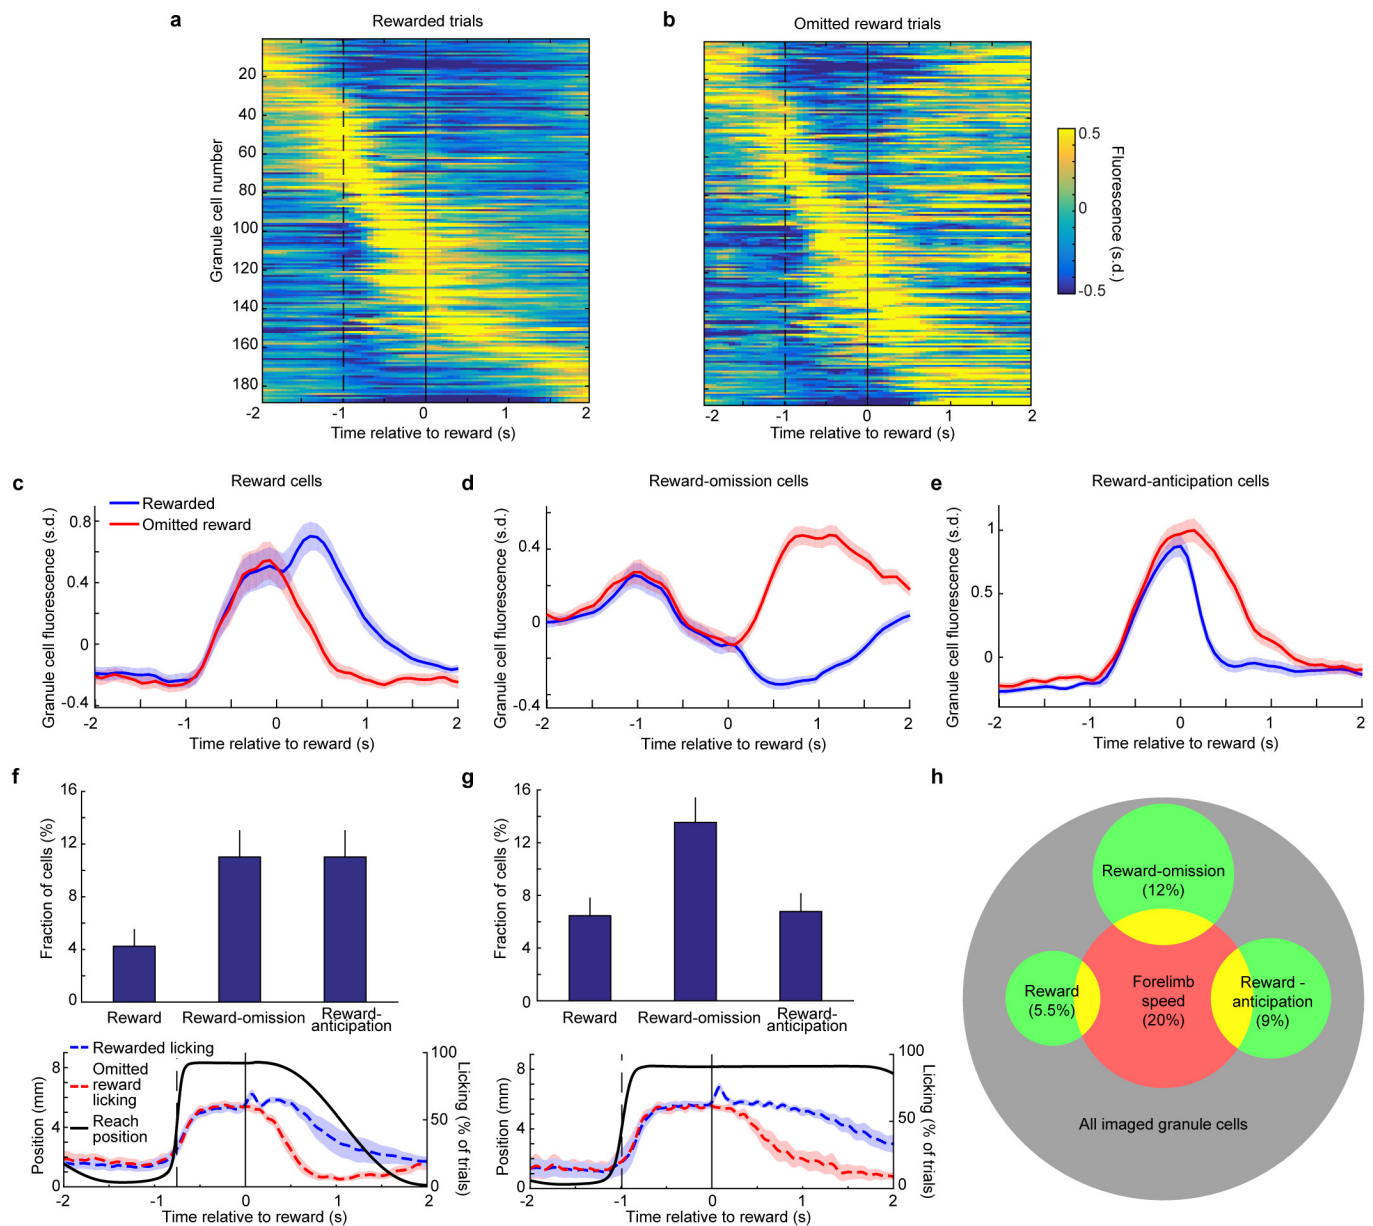 a
Rewarded trials
b
Omitted reward trials
Granule cell number
20
40
60
80
100
120
140
160
180
-2
-1
0
1
2
Time relative to reward (s)
-2
-1
0
1
2
Time relative to reward (s)
0.5
0
-0.5
Fluorescence (s.d.)
c
Reward cells
Rewarded
Omitted reward
Granule cell fluorescence (s.d.)
0.8
0.4
0
-0.4
-2
-1
0
1
2
Time relative to reward (s)
d
Reward-omission cells
Granule cell fluorescence (s.d.)
0.4
0
-0.4
-2
-1
0
1
2
Time relative to reward (s)
e
Reward-anticipation cells
Granule cell fluorescence (s.d.)
1
0.5
0
-2
-1
0
1
2
Time relative to reward (s)
f
Fraction of cells (%)
16
12
8
4
0
Reward
Reward-omission
Reward-
anticipation
Rewarded licking
Omitted
reward
licking
Reach
position
Position (mm)
8
4
0
100
50
0
Licking (% of trials)
-2
-1
0
1
2
Time relative to reward (s)
g
Fraction of cells (%)
16
12
8
4
0
Reward
Reward-omission
Reward-
anticipation
Position (mm)
8
4
0
100
50
0
Licking (% of
trials)
-2
-1
0
1
2
Time relative to reward (s)
h
Reward-omission
(12%)
Reward
(5.5%)
Forelimb
speed
(20%)
Reward -
anticipation
(9%)
All imaged granule cells